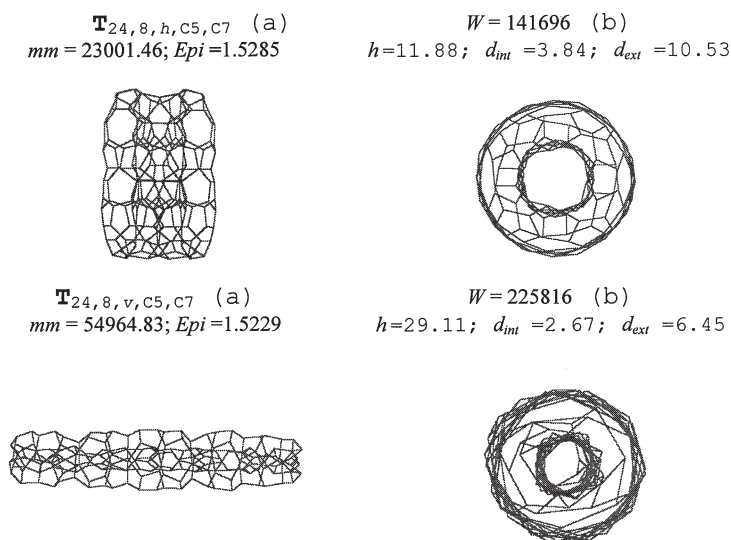 T24,8,h,C5,C7 (a)
mm = 23001.46; Epi =1.5285
W = 141696 (b)
h=11.88; dint =3.84; dext =10.53
T24,8,v,C5,C7 (a)
mm = 54964.83; Epi =1.5229
W = 225816 (b)
h=29.11; dint =2.67; dext =6.45